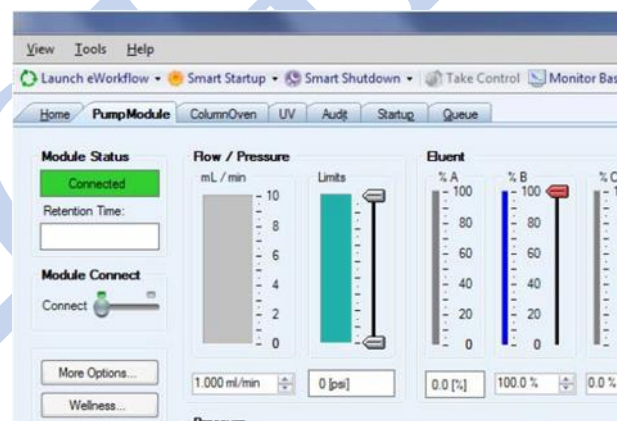 View Tools Help
Launch eWorkflow Smart Startup Smart Shutdown Take Control Monitor Bas
Home PumpModule ColumnOven UV Audit Startup Queue
Module Status
Connected
Retention Time:
Module Connect
Connect
More Options...
Wellness...
Flow / Pressure
mL / min
10
8
6
4
2
0
1.000 ml/min
Limits
0 [psi]
Eluent
% A
100
80
60
40
20
0
0.0 [%]
% B
100
80
60
40
20
0
100.0 %
% C
0.0 %